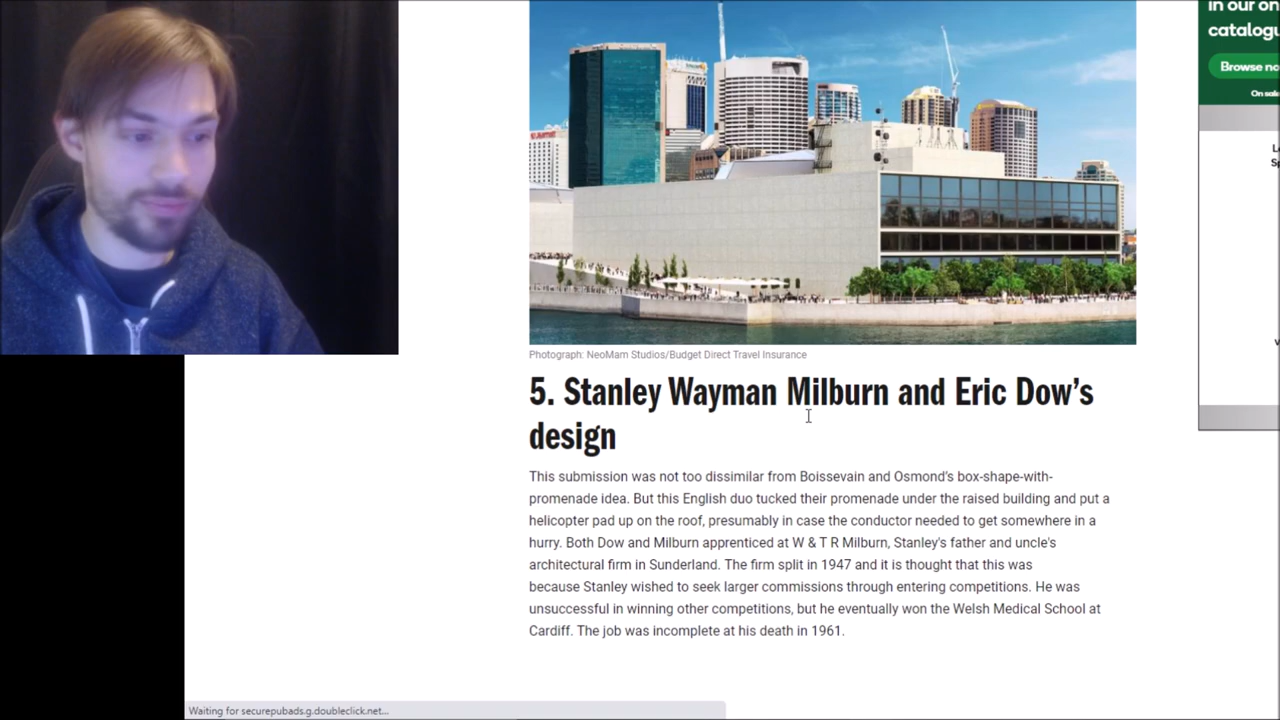 in our on
catalogu
Browse no
On sale
Photograph: NeoMam Studios/Budget Direct Travel Insurance
5. Stanley Wayman Milburn and Eric Dow’s
design
This submission was not too dissimilar from Boissevain and Osmond's box-shape-with-
promenade idea. But this English duo tucked their promenade under the raised building and put a
helicopter pad up on the roof, presumably in case the conductor needed to get somewhere in a
hurry. Both Dow and Milburn apprenticed at W & T R Milburn, Stanley's father and uncle's
architectural firm in Sunderland. The firm split in 1947 and it is thought that this was
because Stanley wished to seek larger commissions through entering competitions. He was
unsuccessful in winning other competitions, but he eventually won the Welsh Medical School at
Cardiff. The job was incomplete at his death in 1961.
Waiting for securepubads.g.doubleclick.net...